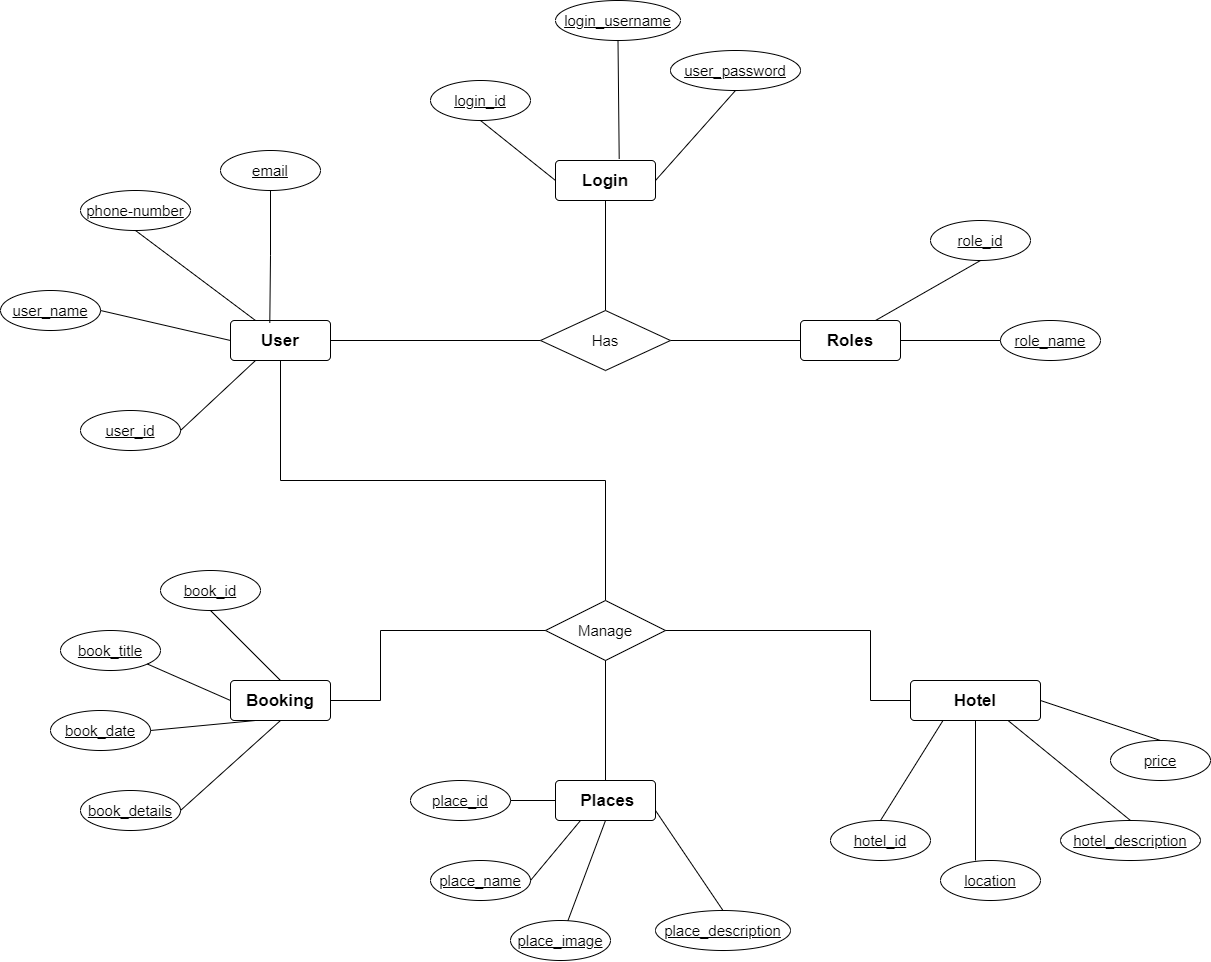 login_username
user_password
login_id
Login
email
phone-number
user_name
User
user_id
Has
role_id
Roles
role_name
Manage
book_id
book_title
Booking
book_date
book_details
Hotel
price
hotel_id
hotel_description
location
Places
place_id
place_name
place_image
place_description